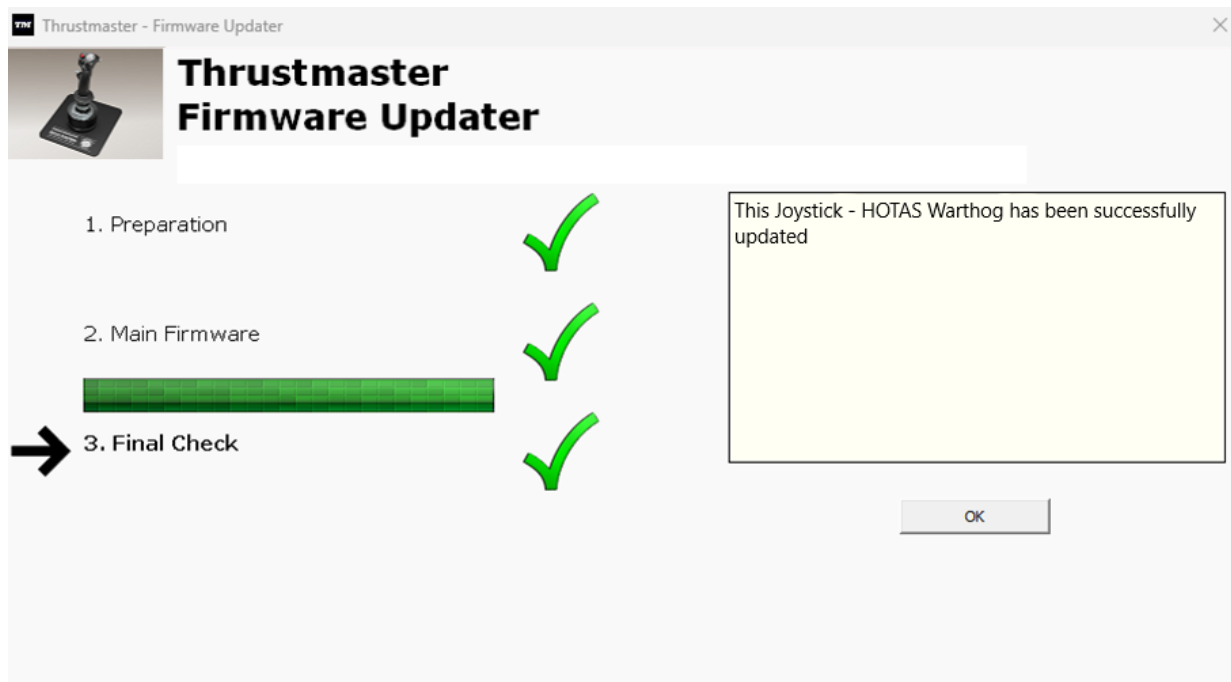 TM Thrustmaster - Firmware Updater
Thrustmaster
Firmware Updater
1. Preparation
2. Main Firmware
3. Final Check
This Joystick - HOTAS Warthog has been successfully
updated
OK